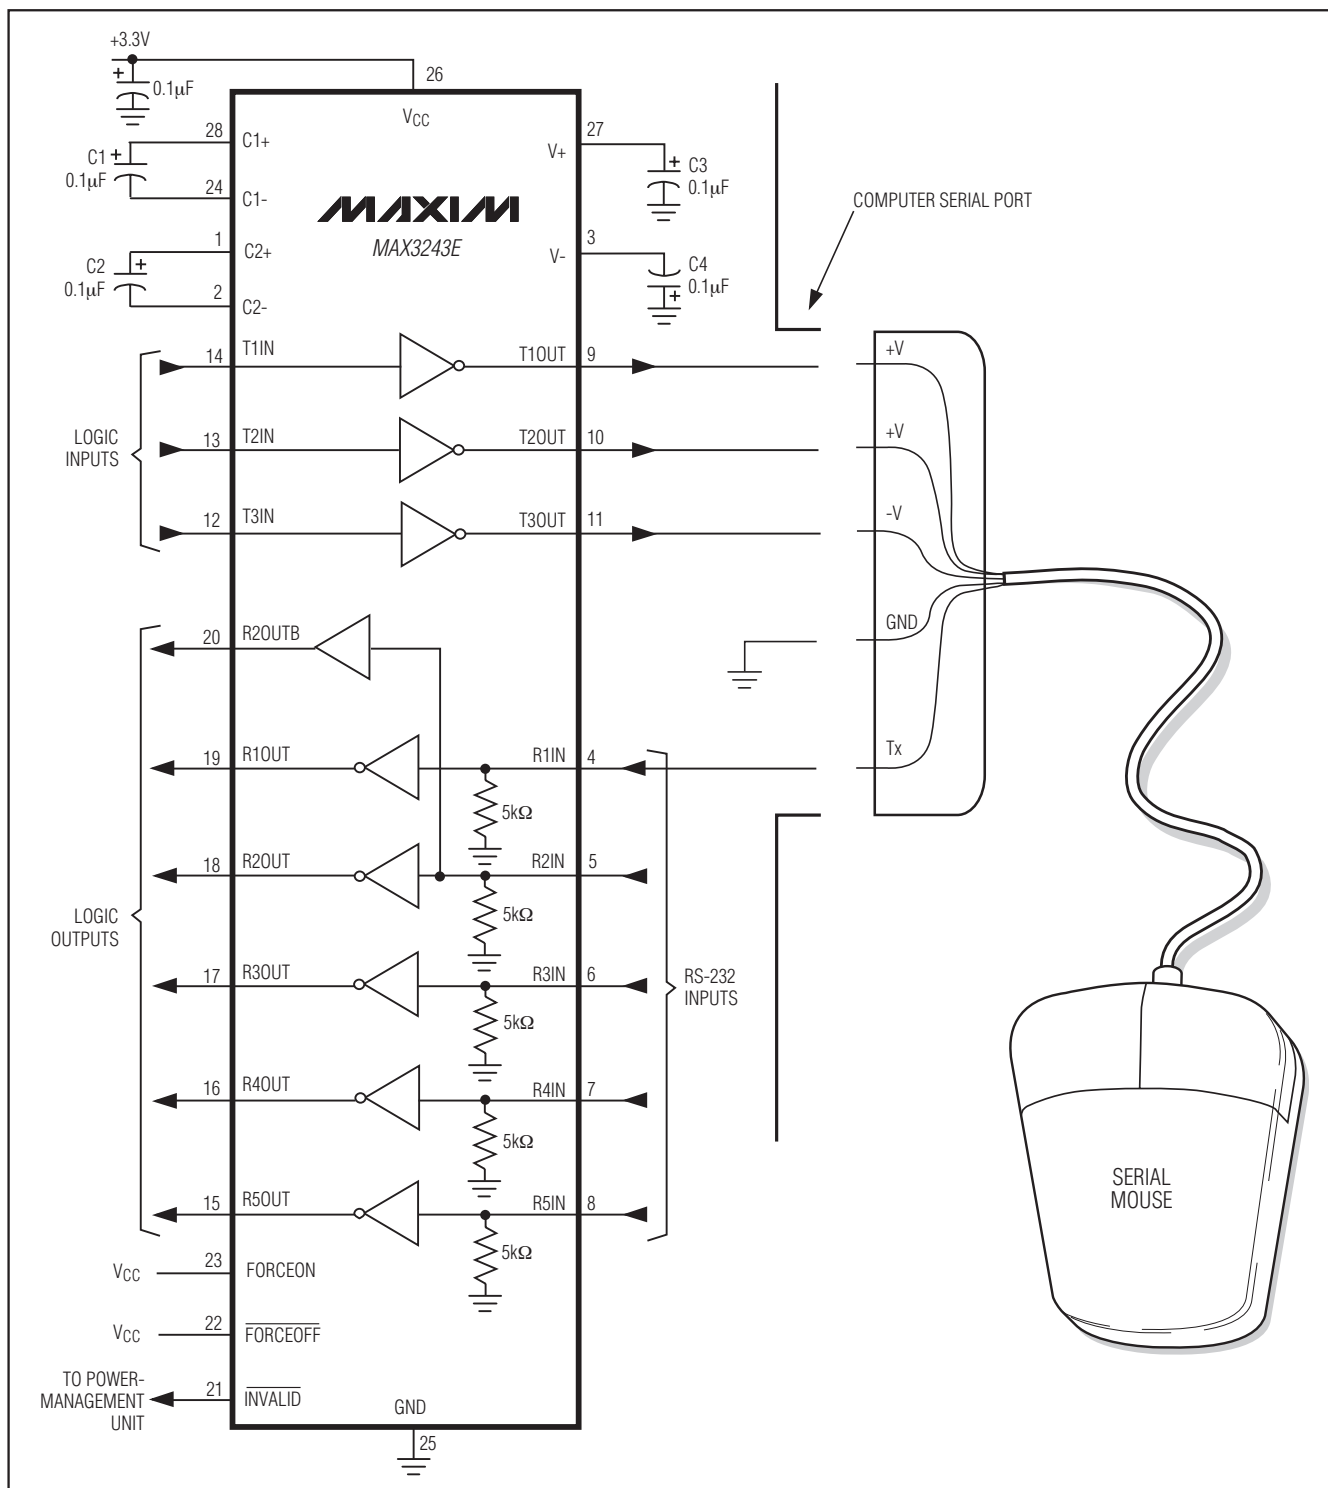 +3.3V
+
0.1µF
26
VCC
28
C1+
C1
+
0.1µF
24
C1-
27
V+
+
C3
0.1µF
MAXIM
MAX3243E
1
C2+
C2
+
0.1µF
2
C2-
3
V-
C4
0.1µF
+
COMPUTER SERIAL PORT
14
T1IN
T1OUT
9
+V
LOGIC
INPUTS
13
T2IN
T2OUT
10
+V
12
T3IN
T3OUT
11
-V
20
R2OUTB
GND
19
R1OUT
R1IN
4
Tx
5kΩ
18
R2OUT
R2IN
5
5kΩ
LOGIC
OUTPUTS
17
R3OUT
R3IN
6
5kΩ
RS-232
INPUTS
16
R4OUT
R4IN
7
5kΩ
15
R5OUT
R5IN
8
5kΩ
VCC
23
FORCEON
VCC
22
FORCEOFF
TO POWER-
MANAGEMENT
UNIT
21
INVALID
GND
25
SERIAL
MOUSE